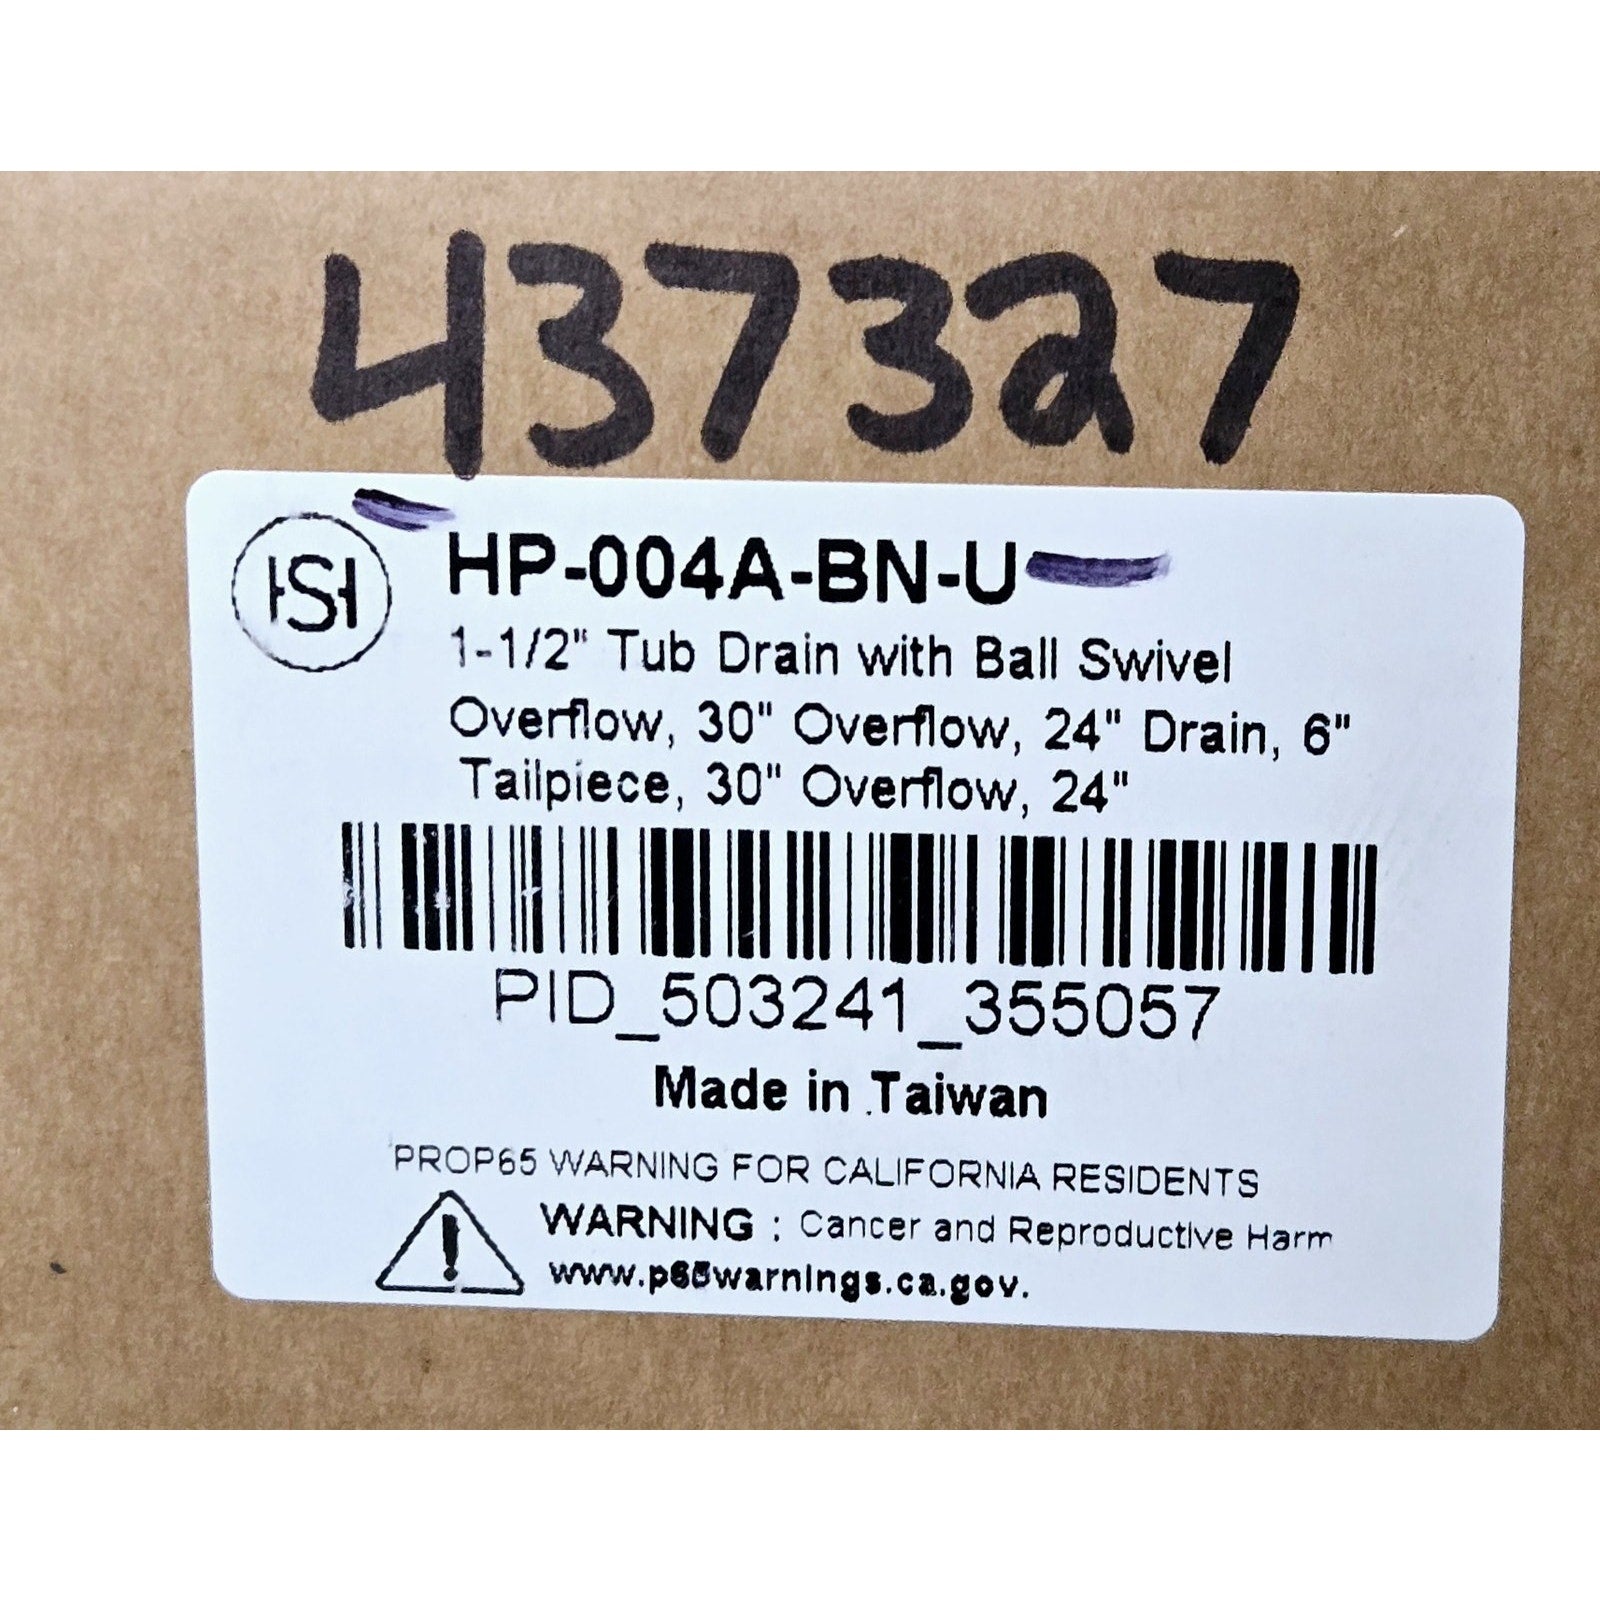 437327
HSH
HP-004A-BN-U
1-1/2" Tub Drain with Ball Swivel
Overflow, 30" Overflow, 24" Drain, 6"
Tailpiece, 30" Overflow, 24"
PID_503241_355057
Made in Taiwan
PROP65 WARNING FOR CALIFORNIA RESIDENTS
WARNING : Cancer and Reproductive Harm
www.p65warnings.ca.gov.